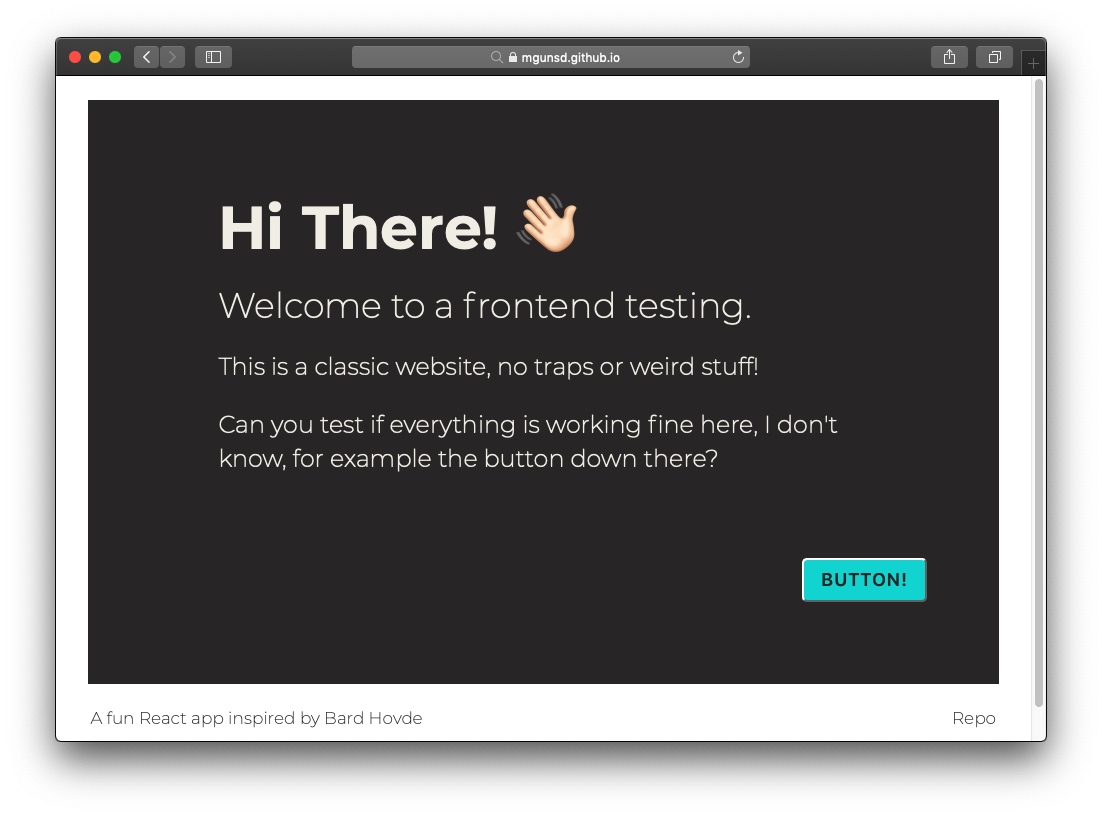 mgunsd.github.io
Hi There! 👋🏻
Welcome to a frontend testing.
This is a classic website, no traps or weird stuff!
Can you test if everything is working fine here, I don't
know, for example the button down there?
BUTTON!
A fun React app inspired by Bard Hovde
Repo